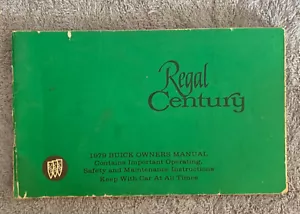 Regal
Century
1979 BUICK OWNERS MANUAL
Contains Important Operating,
Safety and Maintenance Instructions
Keep With Car At All Times